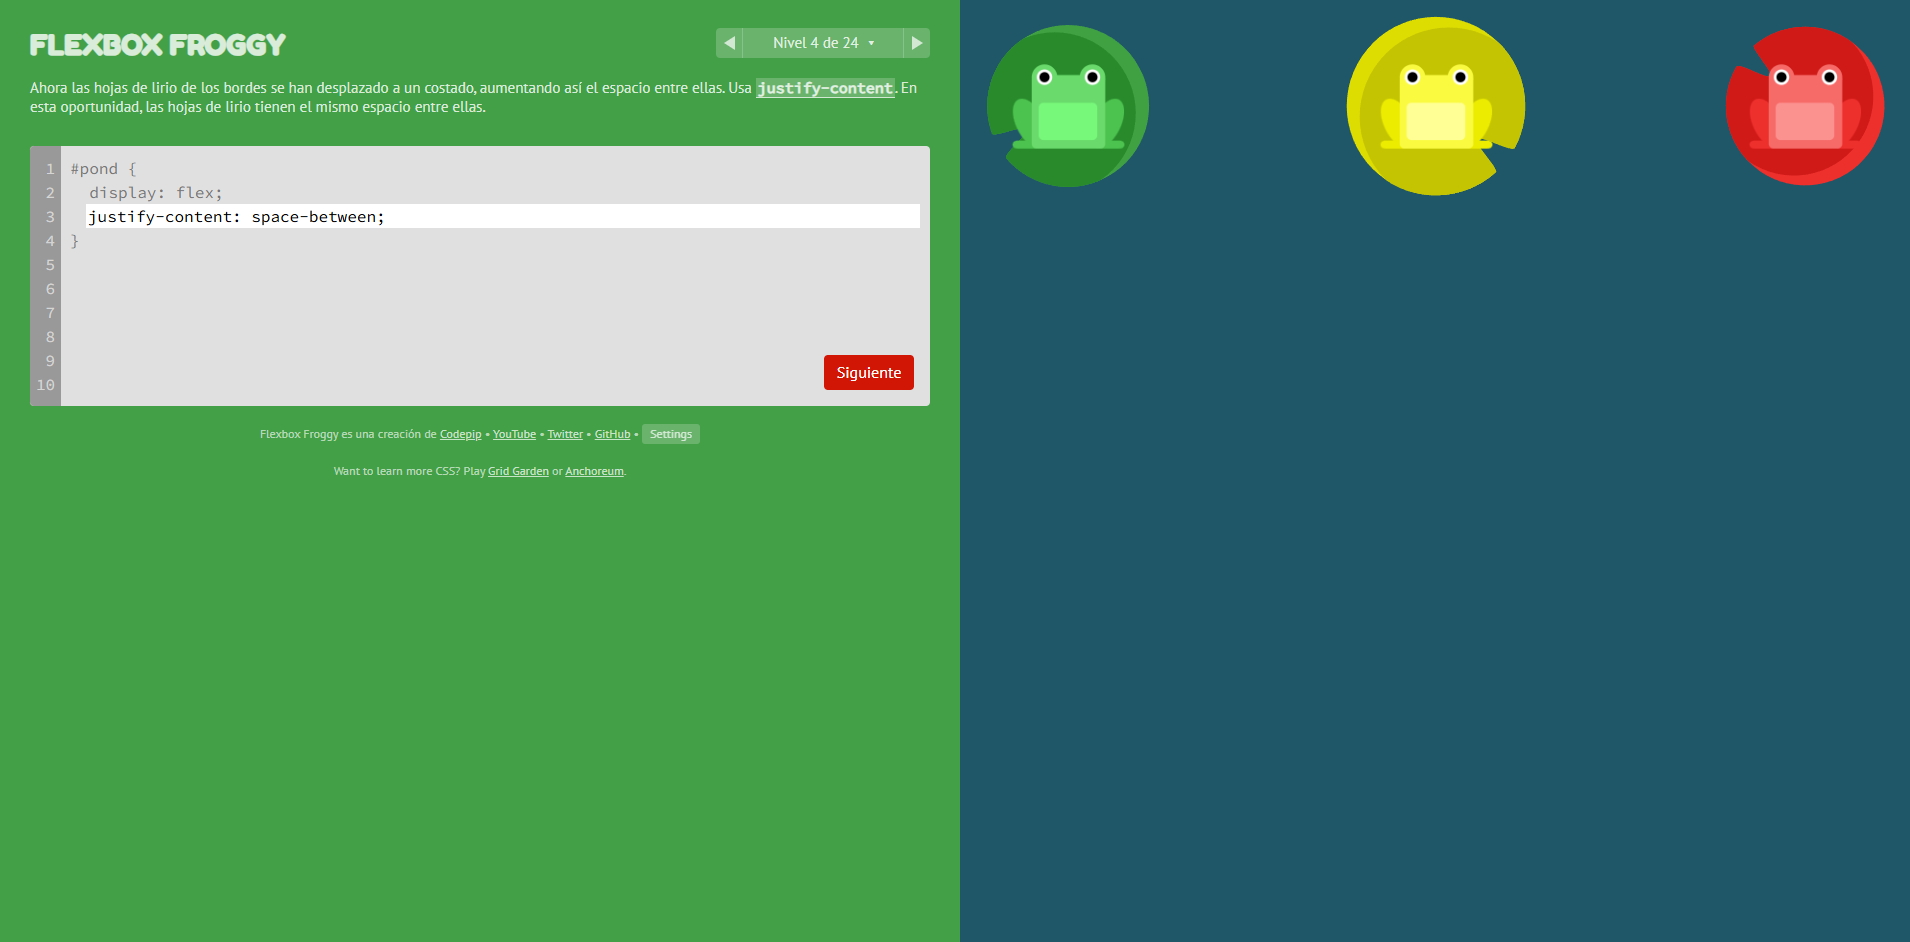 FLEXBOX FROGGY
Nivel 4 de 24
Ahora las hojas de lirio de los bordes se han desplazado a un costado, aumentando así el espacio entre ellas. Usa justify-content. En
esta oportunidad, las hojas de lirio tienen el mismo espacio entre ellas.
1 #pond {
2 display: flex;
3 justify-content: space-between;
4 }
5
6
7
8
9
10
Siguiente
Flexbox Froggy es una creación de Codepip • YouTube • Twitter • GitHub • Settings
Want to learn more CSS? Play Grid Garden or Anchoreum.